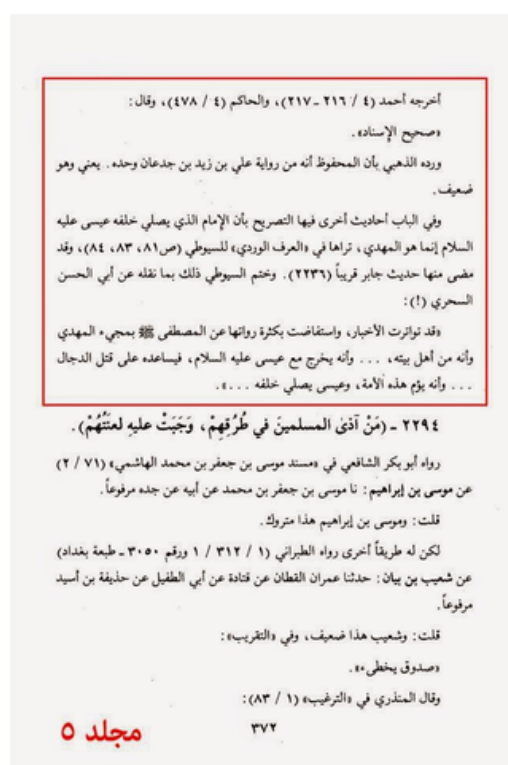 أخرجه أحمد (٤ / ٢١٦ ـ ٢١٧)، والحاكم (٤ / ٤٧٨)، وقال:
«صحيح الإسناد».
ورده الذهبي بأن المحفوظ أنه من رواية علي بن زيد بن جدعان وحده. يعني وهو
ضعيف.
وفي الباب أحاديث أخرى فيها التصريح بأن الإمام الذي يصلي خلفه عيسى عليه
السلام إنما هو المهدي، تراها في «العرف الوردي» للسيوطي (ص٨١، ٨٣، ٨٤)، وقد
مضى منها حديث جابر قريباً (٢٢٣٦). وختم السيوطي ذلك بما نقله عن أبي الحسن
السحري (!):
«قد تواترت الأخبار، واستفاضت بكثرة رواتها عن المصطفى ﷺ بمجيء المهدي
وأنه من أهل بيته، ... وأنه يخرج مع عيسى عليه السلام، فيساعده على قتل الدجال
... وأنه يؤم هذه الأمة، وعيسى يصلي خلفه ...».
٢٢٩٤ ـ (مَنْ آذَىٰ المسلمينَ في طُرُقِهِمْ، وَجَبَتْ عليهِ لعنَتُهُمْ).
رواه أبو بكر الشافعي في «مسند موسى بن جعفر بن محمد الهاشمي» (٧١ / ٢)
عن موسى بن إبراهيم: نا موسى بن جعفر بن محمد عن أبيه عن جده مرفوعاً.
قلت: وموسى بن إبراهيم هذا متروك.
لكن له طريقاً أخرى رواه الطبراني (١ / ٣١٢ / ١ ورقم ٣٠٥٠ ـ طبعة بغداد)
عن شعيب بن بيان: حدثنا عمران القطان عن قتادة عن أبي الطفيل عن حذيفة بن أسيد
مرفوعاً.
قلت: وشعيب هذا ضعيف، وفي «التقريب»:
«صدوق يخطىء».
وقال المنذري في «الترغيب» (١ / ٨٣):
٣٧٢
مجلد ٥